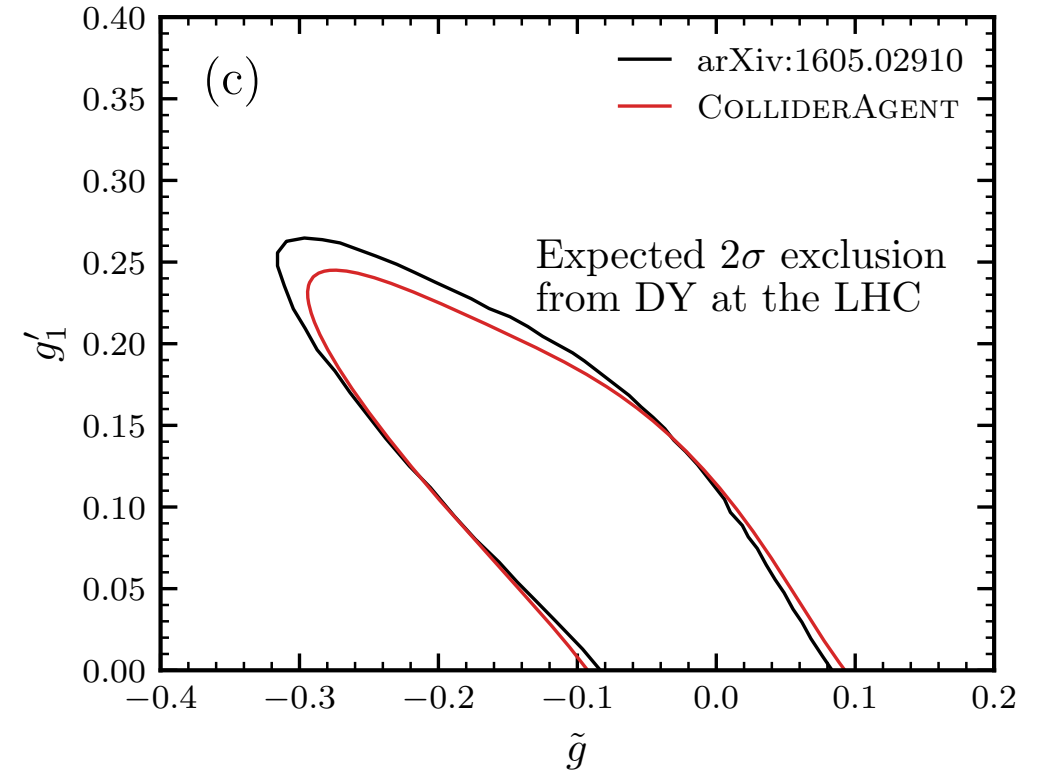 (c)
arXiv:1605.02910
COLLIDERAGENT
Expected 2σ exclusion
from DY at the LHC
0.40
0.35
0.30
0.25
0.20
0.15
0.10
0.05
0.00
g′₁
−0.4 −0.3 −0.2 −0.1 0.0 0.1 0.2
g̃